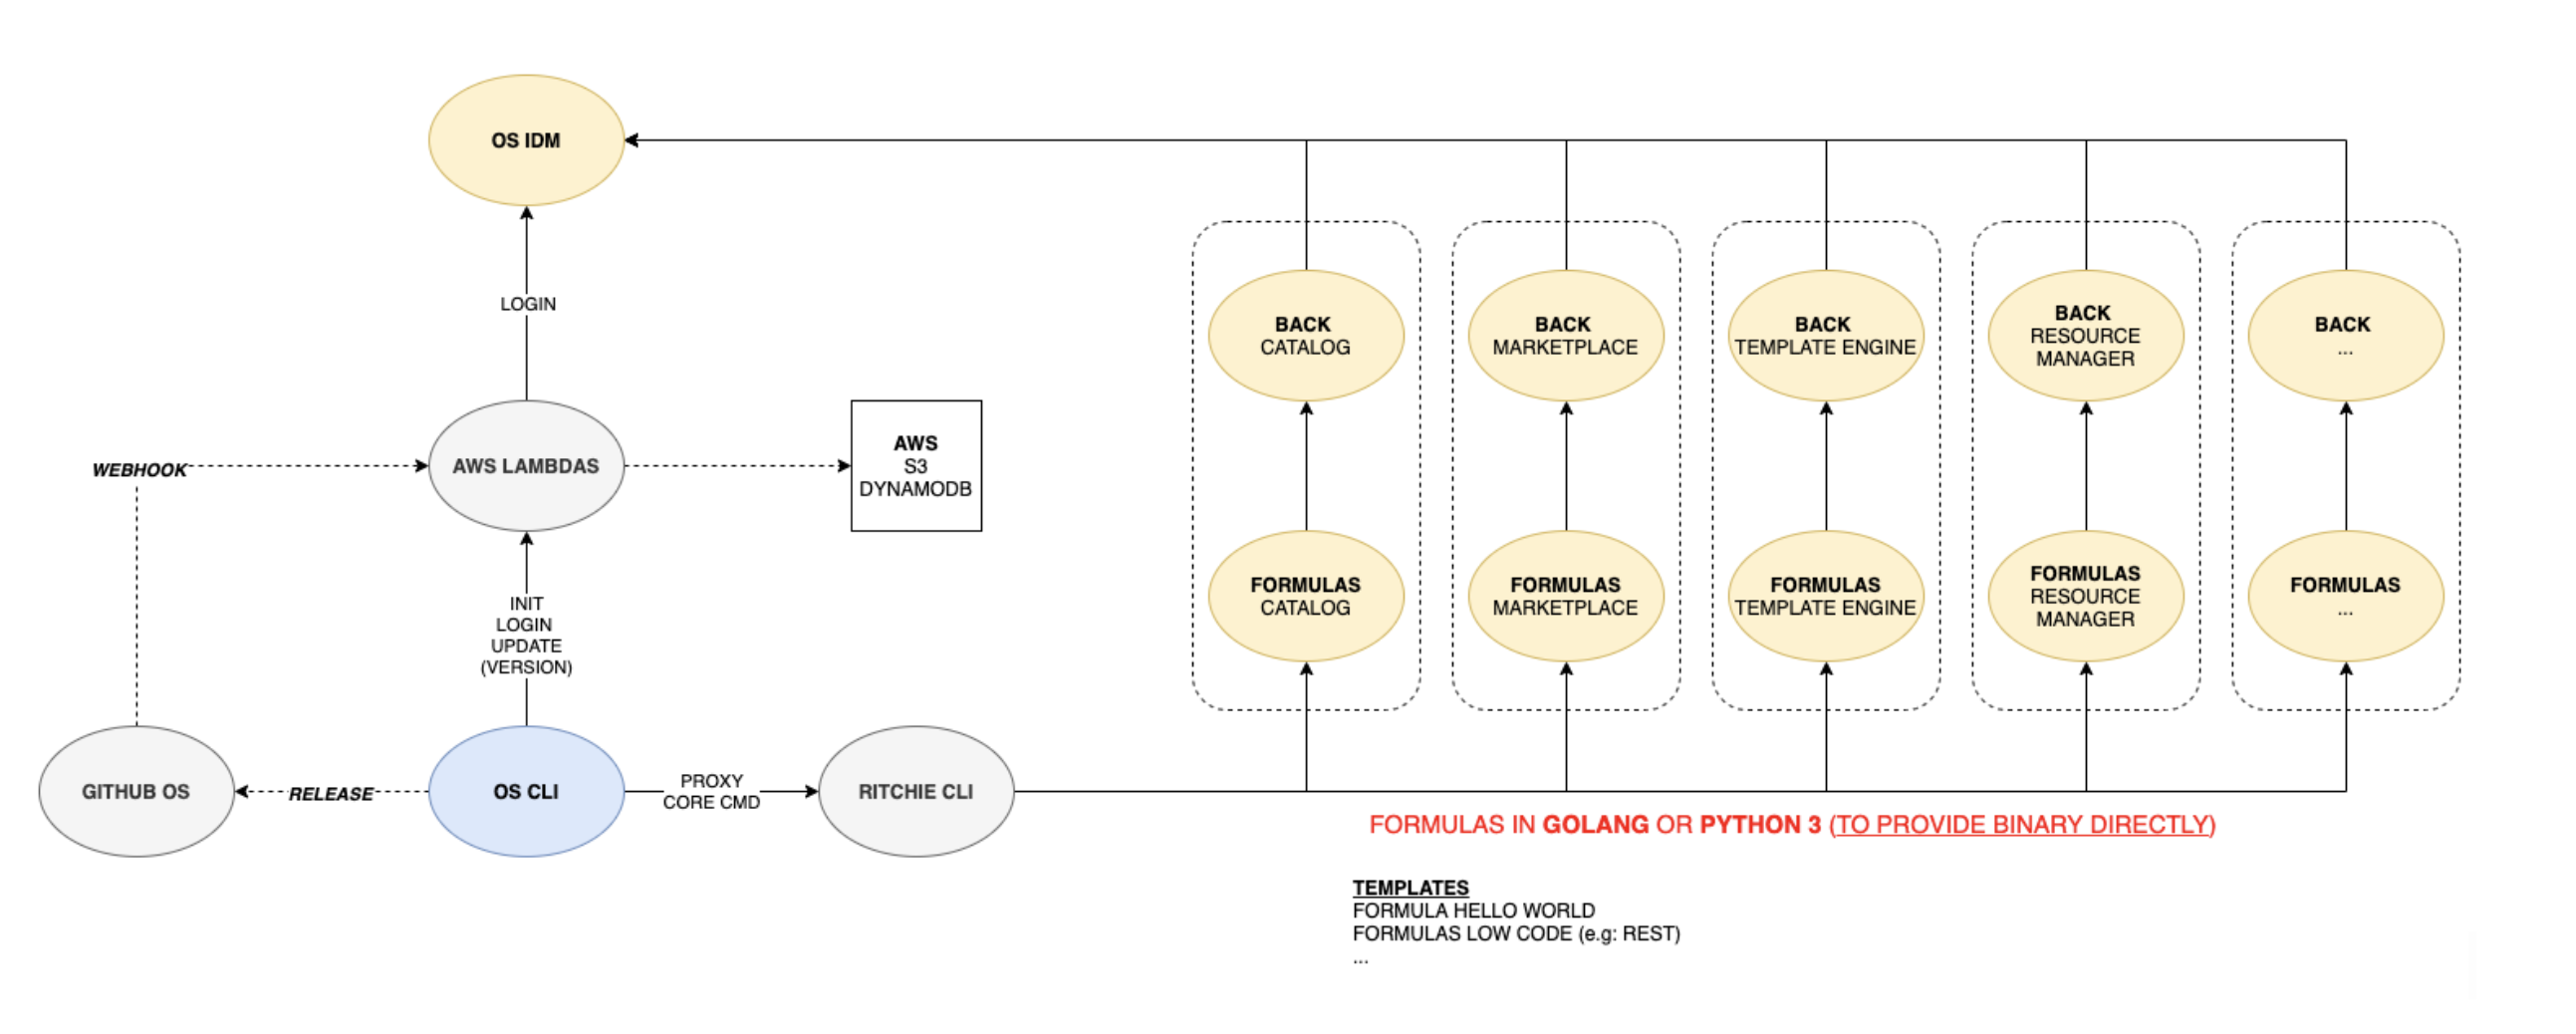 OS IDM
LOGIN
BACK
CATALOG
BACK
MARKETPLACE
BACK
TEMPLATE ENGINE
BACK
RESOURCE
MANAGER
BACK
...
WEBHOOK
AWS LAMBDAS
AWS
S3
DYNAMODB
FORMULAS
CATALOG
FORMULAS
MARKETPLACE
FORMULAS
TEMPLATE ENGINE
FORMULAS
RESOURCE
MANAGER
FORMULAS
...
INIT
LOGIN
UPDATE
(VERSION)
GITHUB OS
RELEASE
OS CLI
PROXY
CORE CMD
RITCHIE CLI
FORMULAS IN GOLANG OR PYTHON 3 (TO PROVIDE BINARY DIRECTLY)
TEMPLATES
FORMULA HELLO WORLD
FORMULAS LOW CODE (e.g: REST)
...